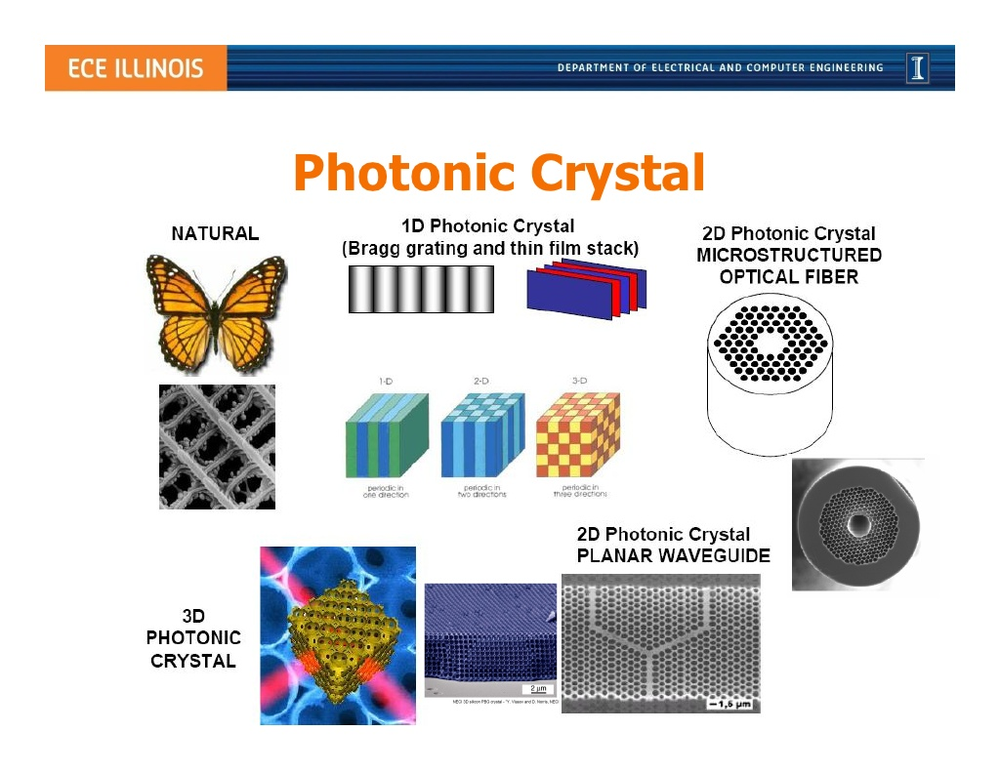 ECE ILLINOIS
DEPARTMENT OF ELECTRICAL AND COMPUTER ENGINEERING
I
Photonic Crystal
NATURAL
1D Photonic Crystal
(Bragg grating and thin film stack)
2D Photonic Crystal
MICROSTRUCTURED
OPTICAL FIBER
1-D
2-D
3-D
periodic in
one direction
periodic in
two directions
periodic in
three directions
2D Photonic Crystal
PLANAR WAVEGUIDE
3D
PHOTONIC
CRYSTAL
2 µm
NECI 3D silicon PBG crystal - Y. Vlasov and D. Norris, NECI
1,6 µm